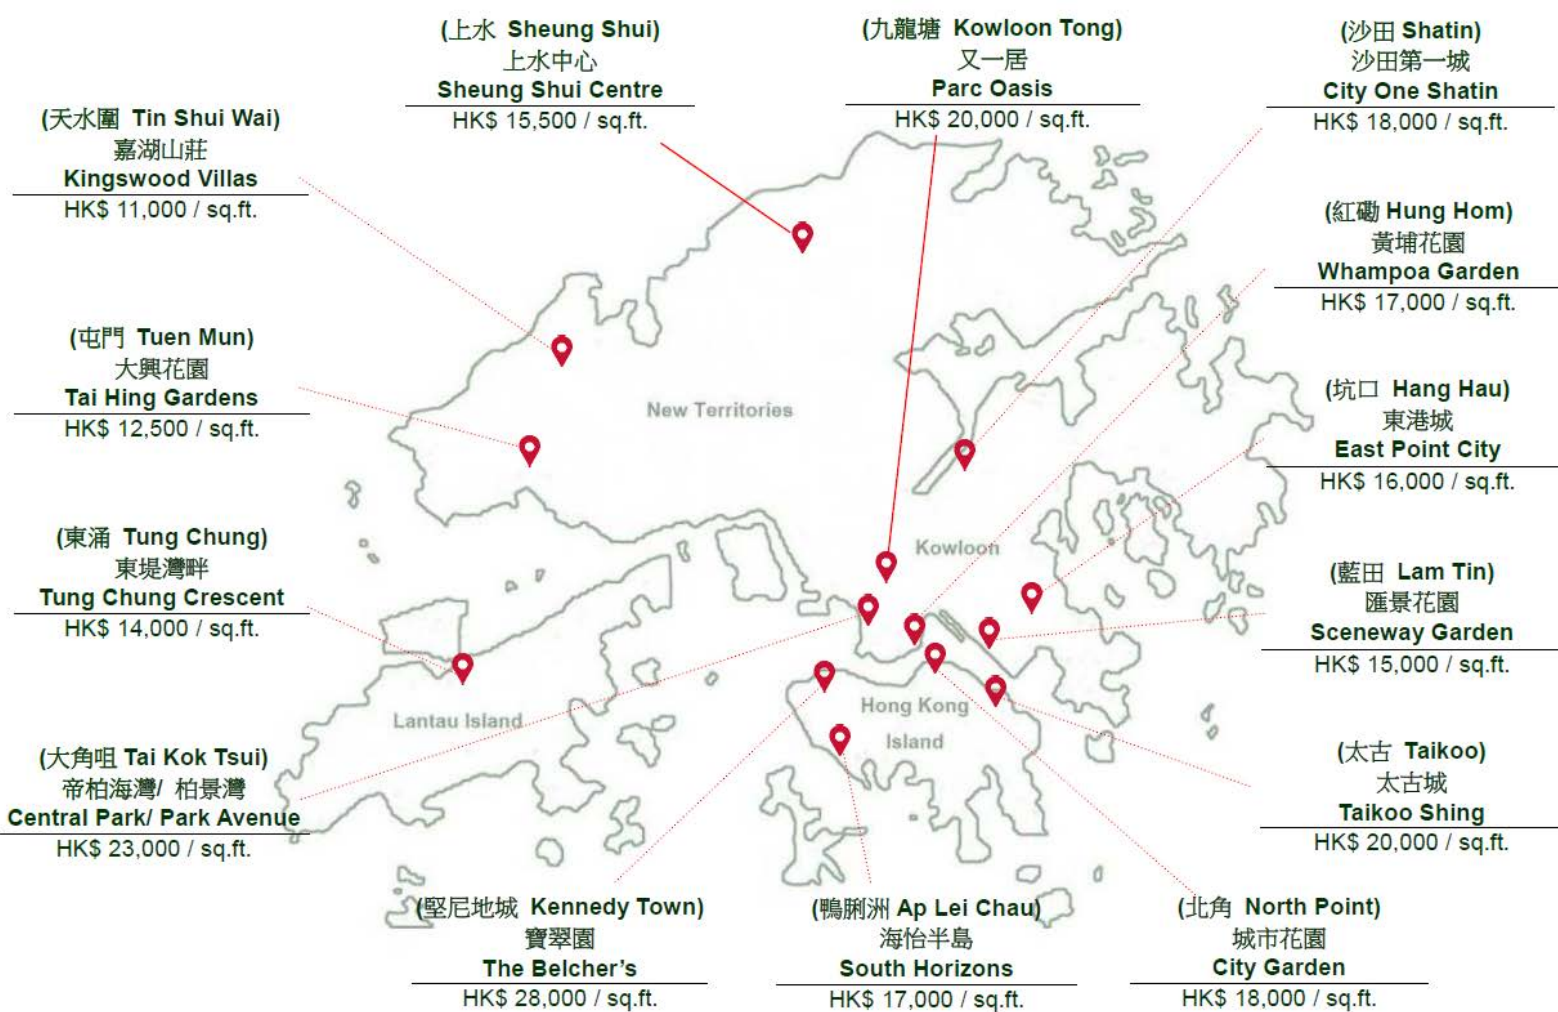 (上水 Sheung Shui)
上水中心
Sheung Shui Centre
HK$ 15,500 / sq.ft.
(九龍塘 Kowloon Tong)
又一居
Parc Oasis
HK$ 20,000 / sq.ft.
(沙田 Shatin)
沙田第一城
City One Shatin
HK$ 18,000 / sq.ft.
(天水圍 Tin Shui Wai)
嘉湖山莊
Kingswood Villas
HK$ 11,000 / sq.ft.
(紅磡 Hung Hom)
黃埔花園
Whampoa Garden
HK$ 17,000 / sq.ft.
(屯門 Tuen Mun)
大興花園
Tai Hing Gardens
HK$ 12,500 / sq.ft.
New Territories
(坑口 Hang Hau)
東港城
East Point City
HK$ 16,000 / sq.ft.
(東涌 Tung Chung)
東堤灣畔
Tung Chung Crescent
HK$ 14,000 / sq.ft.
Kowloon
(藍田 Lam Tin)
匯景花園
Sceneway Garden
HK$ 15,000 / sq.ft.
Lantau Island
Hong Kong
Island
(大角咀 Tai Kok Tsui)
帝柏海灣/ 柏景灣
Central Park/ Park Avenue
HK$ 23,000 / sq.ft.
(太古 Taikoo)
太古城
Taikoo Shing
HK$ 20,000 / sq.ft.
(堅尼地城 Kennedy Town)
寶翠園
The Belcher’s
HK$ 28,000 / sq.ft.
(鴨脷洲 Ap Lei Chau)
海怡半島
South Horizons
HK$ 17,000 / sq.ft.
(北角 North Point)
城市花園
City Garden
HK$ 18,000 / sq.ft.